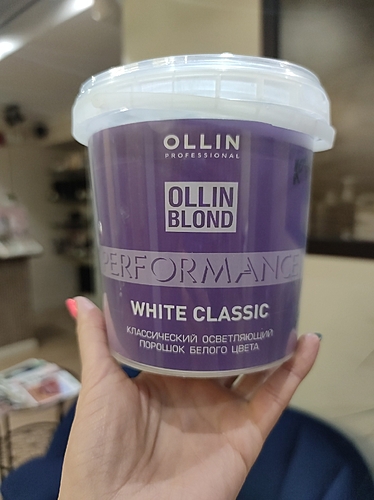 OLLIN
PROFESSIONAL
OLLIN
BLOND
PERFORMANCE
WHITE CLASSIC
КЛАССИЧЕСКИЙ ОСВЕТЛЯЮЩИЙ
ПОРОШОК БЕЛОГО ЦВЕТА